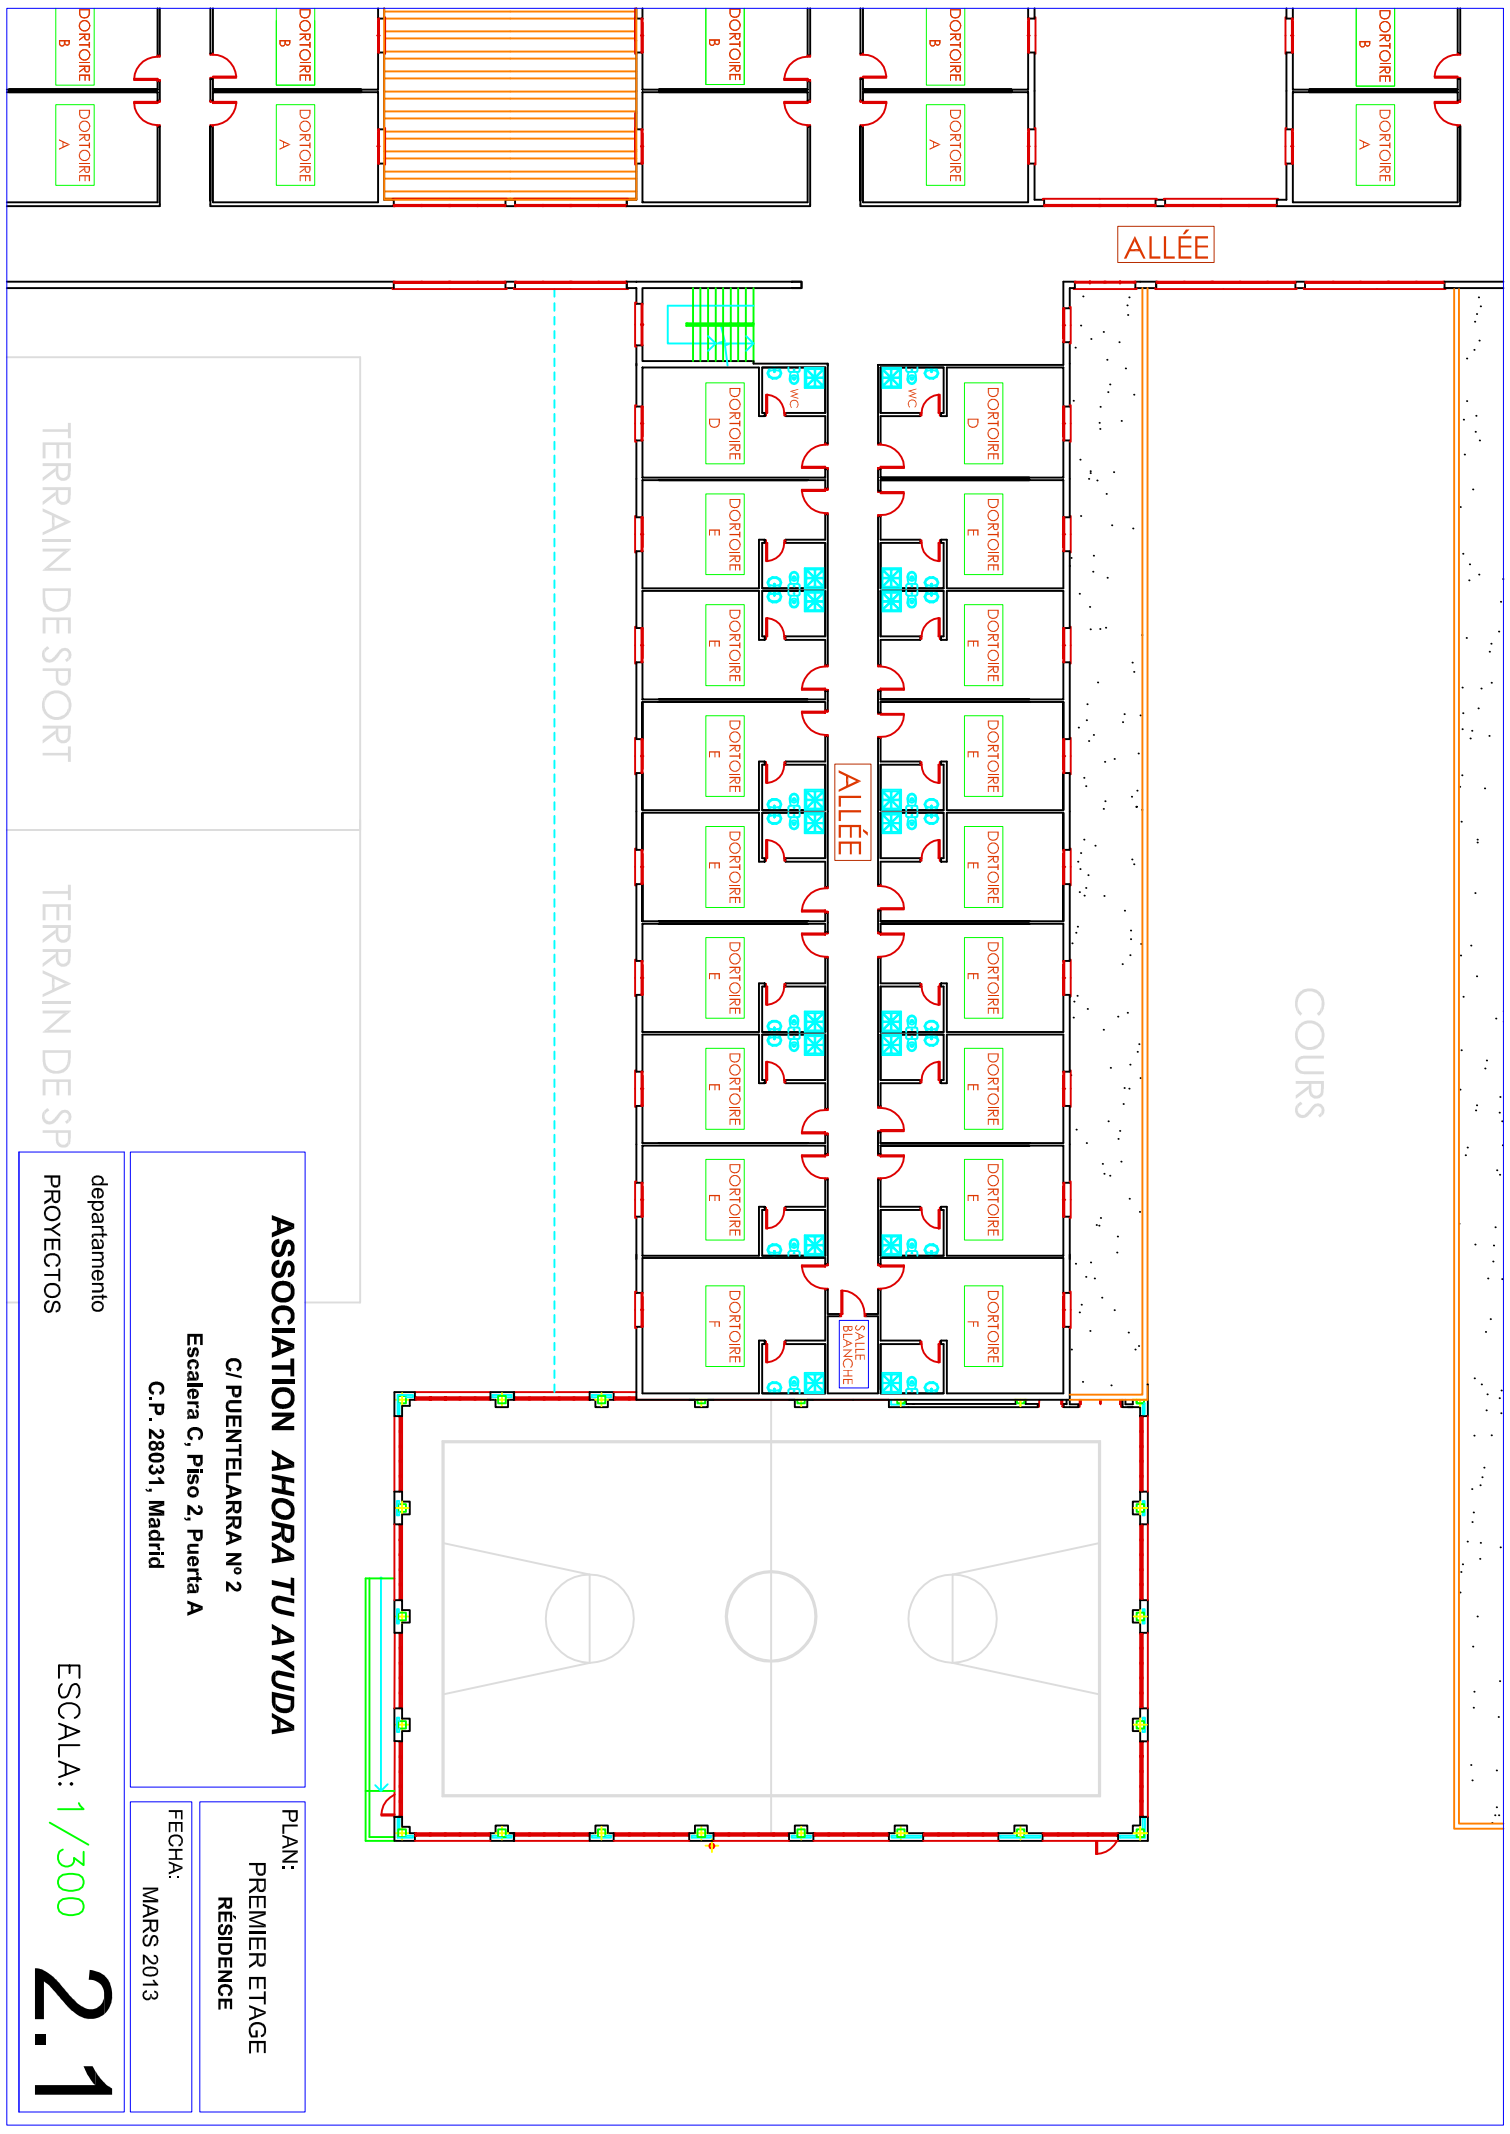 DORTOIRE
B
DORTOIRE
B
DORTOIRE
B
DORTOIRE
B
DORTOIRE
B
DORTOIRE
A
DORTOIRE
A
DORTOIRE
A
DORTOIRE
A
ALLÉE
WC
WC
DORTOIRE
D
DORTOIRE
D
DORTOIRE
E
DORTOIRE
E
DORTOIRE
E
DORTOIRE
E
DORTOIRE
E
DORTOIRE
E
ALLÉE
DORTOIRE
E
DORTOIRE
E
DORTOIRE
E
DORTOIRE
E
DORTOIRE
E
DORTOIRE
E
DORTOIRE
E
DORTOIRE
E
DORTOIRE
F
DORTOIRE
F
SALLE
BLANCHE
COURS
TERRAIN DE SPORT
TERRAIN DE SP
ASSOCIATION AHORA TU AYUDA
C/ PUENTELARRA Nº 2
Escalera C, Piso 2, Puerta A
C.P. 28031, Madrid
PLAN:
PREMIER ETAGE
RÉSIDENCE
FECHA:
MARS 2013
departamento
PROYECTOS
ESCALA: 1/300
2.1